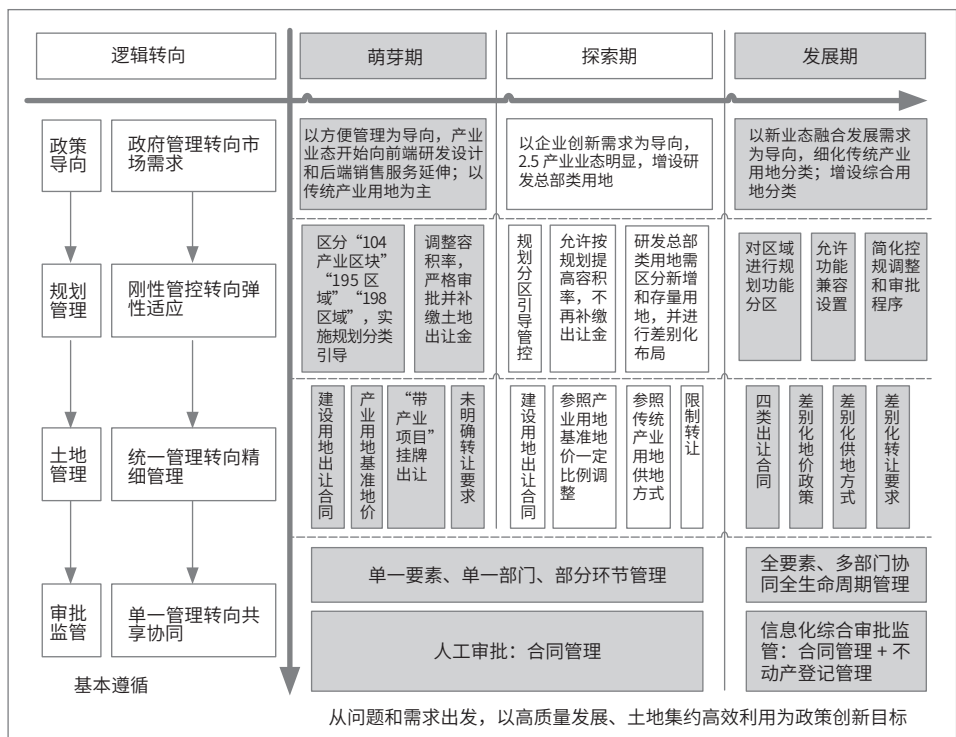 逻辑转向
萌芽期
探索期
发展期
政策
导向
政府管理转向市
场需求
以方便管理为导向，产业
业态开始向前端研发设计
和后端销售服务延伸；以
传统产业用地为主
以企业创新需求为导向，
2.5 产业业态明显，增设研
发总部类用地
以新业态融合发展需求
为导向，细化传统产业
用地分类；增设综合用
地分类
规划
管理
刚性管控转向弹
性适应
区分“104
产业区块”
“195 区
域”“198
区域”，实
施规划分类
引导
调整容
积率，
严格审
批并补
缴土地
出让金
规划分区引导管控
允许按
规划提
高容积
率，不
再补缴
出让金
研发总部
类用地需
区分新增
和存量用
地，并进
行差别化
布局
对区域
进行规
划功能
分区
允许
功能
兼容
设置
简化控
规调整
和审批
程序
土地
管理
统一管理转向精
细管理
建设用地出让合同
产业用地基准地价
“带
产业
项目”
挂牌
出让
未明确转让要求
建设用地出让合同
参照产
业用地
基准地
价一定
比例调
整
参照
传统
产业
用地
供地
方式
限制转让
四类出让合同
差别化地价政策
差别化供地方式
差别化转让要求
审批
监管
单一管理转向共
享协同
单一要素、单一部门、部分环节管理
全要素、多部门协
同全生命周期管理
人工审批：合同管理
信息化综合审批监
管：合同管理 + 不
动产登记管理
基本遵循
从问题和需求出发，以高质量发展、土地集约高效利用为政策创新目标